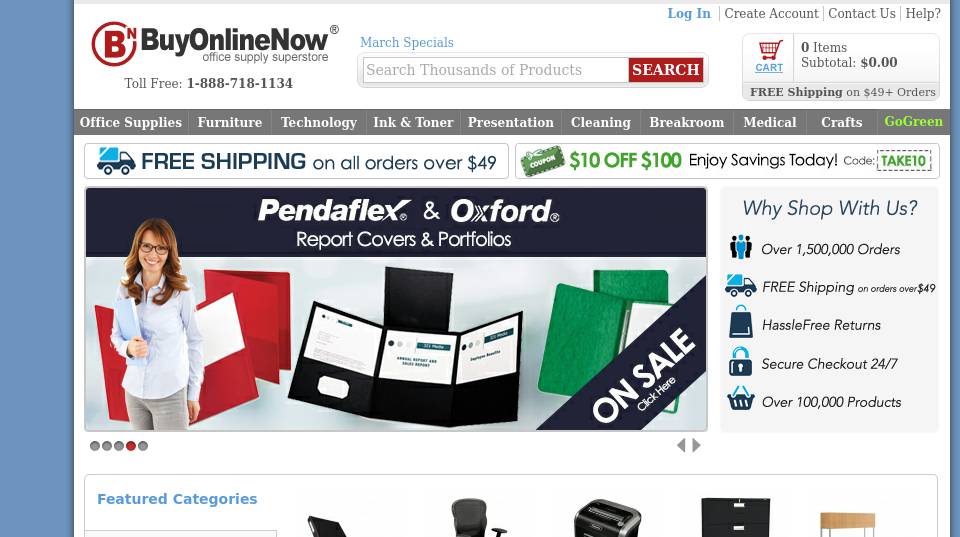 BN BuyOnlineNow®
office supply superstore
Toll Free: 1-888-718-1134
March Specials
Search Thousands of Products
SEARCH
Log In | Create Account | Contact Us | Help?
CART
0 Items
Subtotal: $0.00
FREE Shipping on $49+ Orders
Office Supplies
Furniture
Technology
Ink & Toner
Presentation
Cleaning
Breakroom
Medical
Crafts
GoGreen
FREE SHIPPING on all orders over $49
COUPON
$10 OFF $100 Enjoy Savings Today! Code: TAKE10
Pendaflex® & Oxford®
Report Covers & Portfolios
ANNUAL REPORT AND
SALES REPORT
Employee Benefits
ON SALE
Click Here
Why Shop With Us?
Over 1,500,000 Orders
FREE Shipping on orders over $49
HassleFree Returns
Secure Checkout 24/7
Over 100,000 Products
Featured Categories